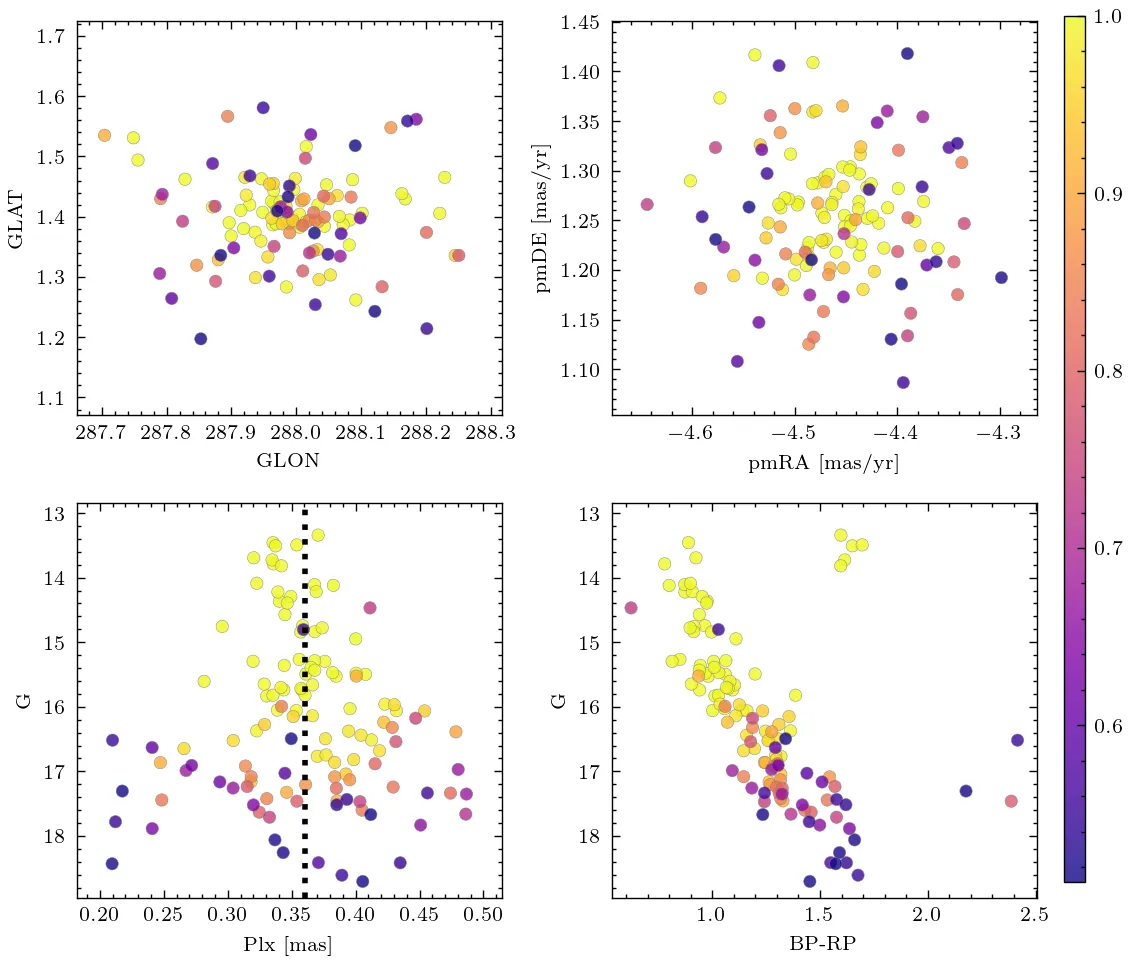 1.7
1.6
1.5
1.4
1.3
1.2
1.1
GLAT
287.7 287.8 287.9 288.0 288.1 288.2 288.3
GLON
1.45
1.40
1.35
1.30
1.25
1.20
1.15
1.10
pmDE [mas/yr]
−4.6 −4.5 −4.4 −4.3
pmRA [mas/yr]
13
14
15
16
17
18
G
0.20 0.25 0.30 0.35 0.40 0.45 0.50
Plx [mas]
13
14
15
16
17
18
G
1.0 1.5 2.0 2.5
BP-RP
1.0
0.9
0.8
0.7
0.6